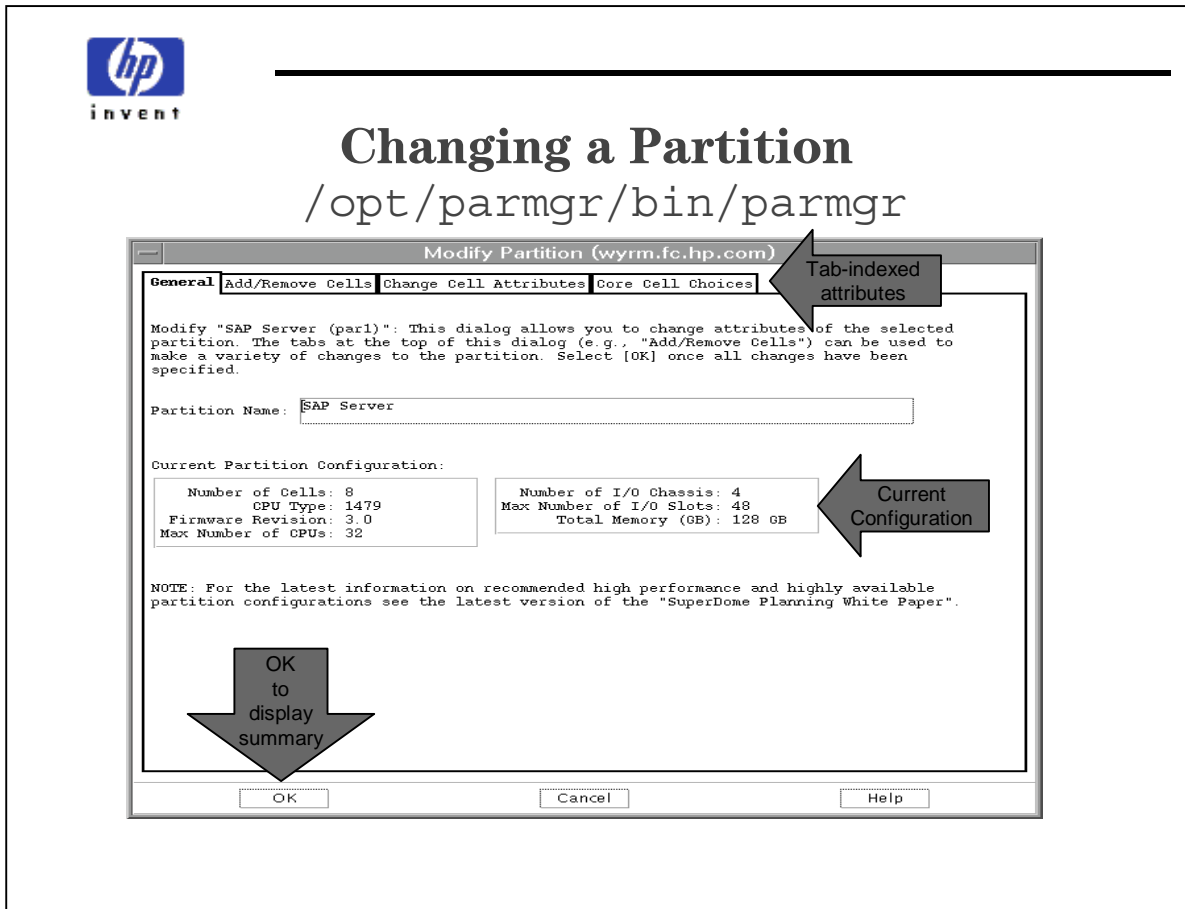 hp
invent
Changing a Partition
/opt/parmgr/bin/parmgr
Modify Partition (wyrm.fc.hp.com)
Tab-indexed
attributes
General Add/Remove Cells Change Cell Attributes Core Cell Choices
Modify "SAP Server (par1)": This dialog allows you to change attributes of the selected
partition. The tabs at the top of this dialog (e.g., "Add/Remove Cells") can be used to
make a variety of changes to the partition. Select [OK] once all changes have been
specified.
Partition Name: SAP Server
Current Partition Configuration:
Number of Cells: 8
CPU Type: 1479
Firmware Revision: 3.0
Max Number of CPUs: 32
Number of I/O Chassis: 4
Max Number of I/O Slots: 48
Total Memory (GB): 128 GB
Current
Configuration
NOTE: For the latest information on recommended high performance and highly available
partition configurations see the latest version of the "SuperDome Planning White Paper".
OK
to
display
summary
OK Cancel Help